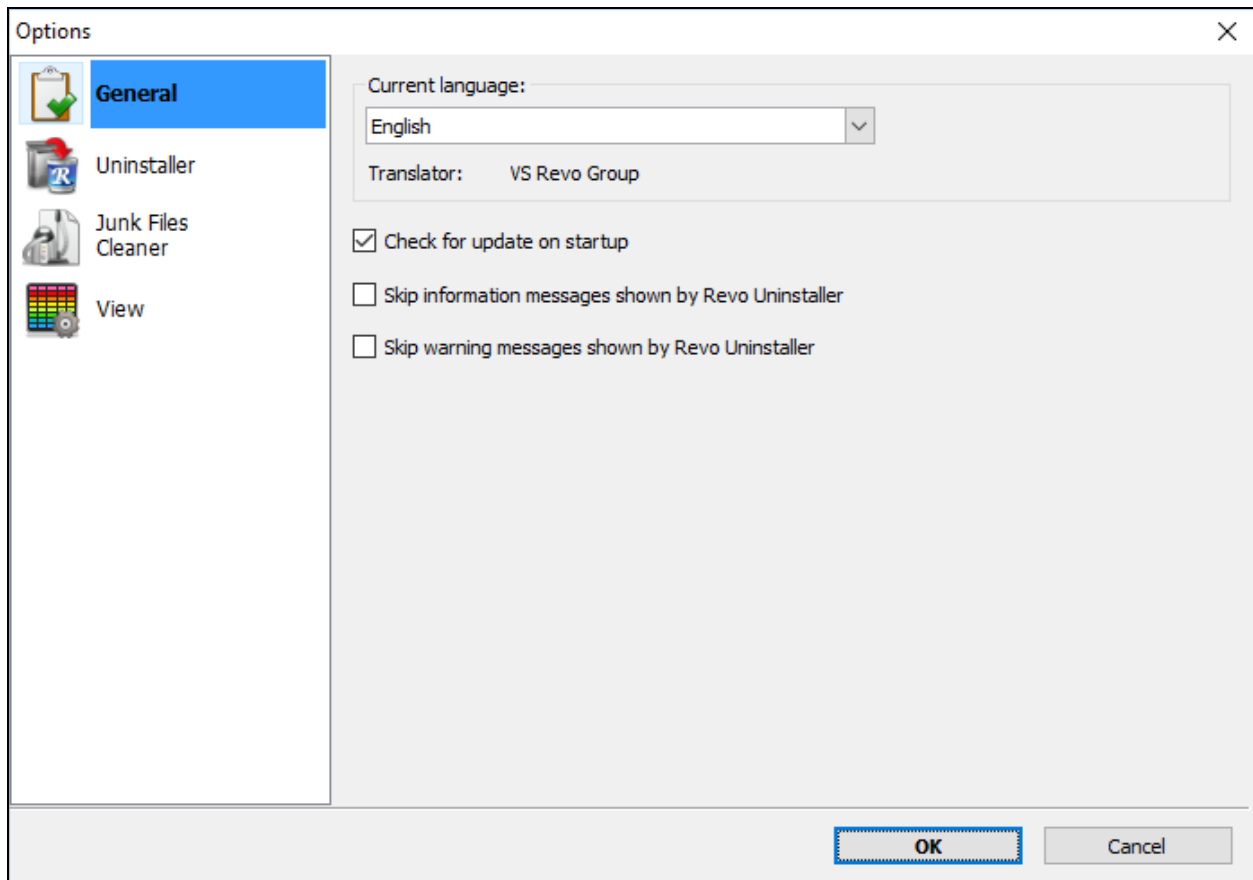 Options
General
Uninstaller
Junk Files
Cleaner
View
Current language:
English
Translator: VS Revo Group
Check for update on startup
Skip information messages shown by Revo Uninstaller
Skip warning messages shown by Revo Uninstaller
OK Cancel